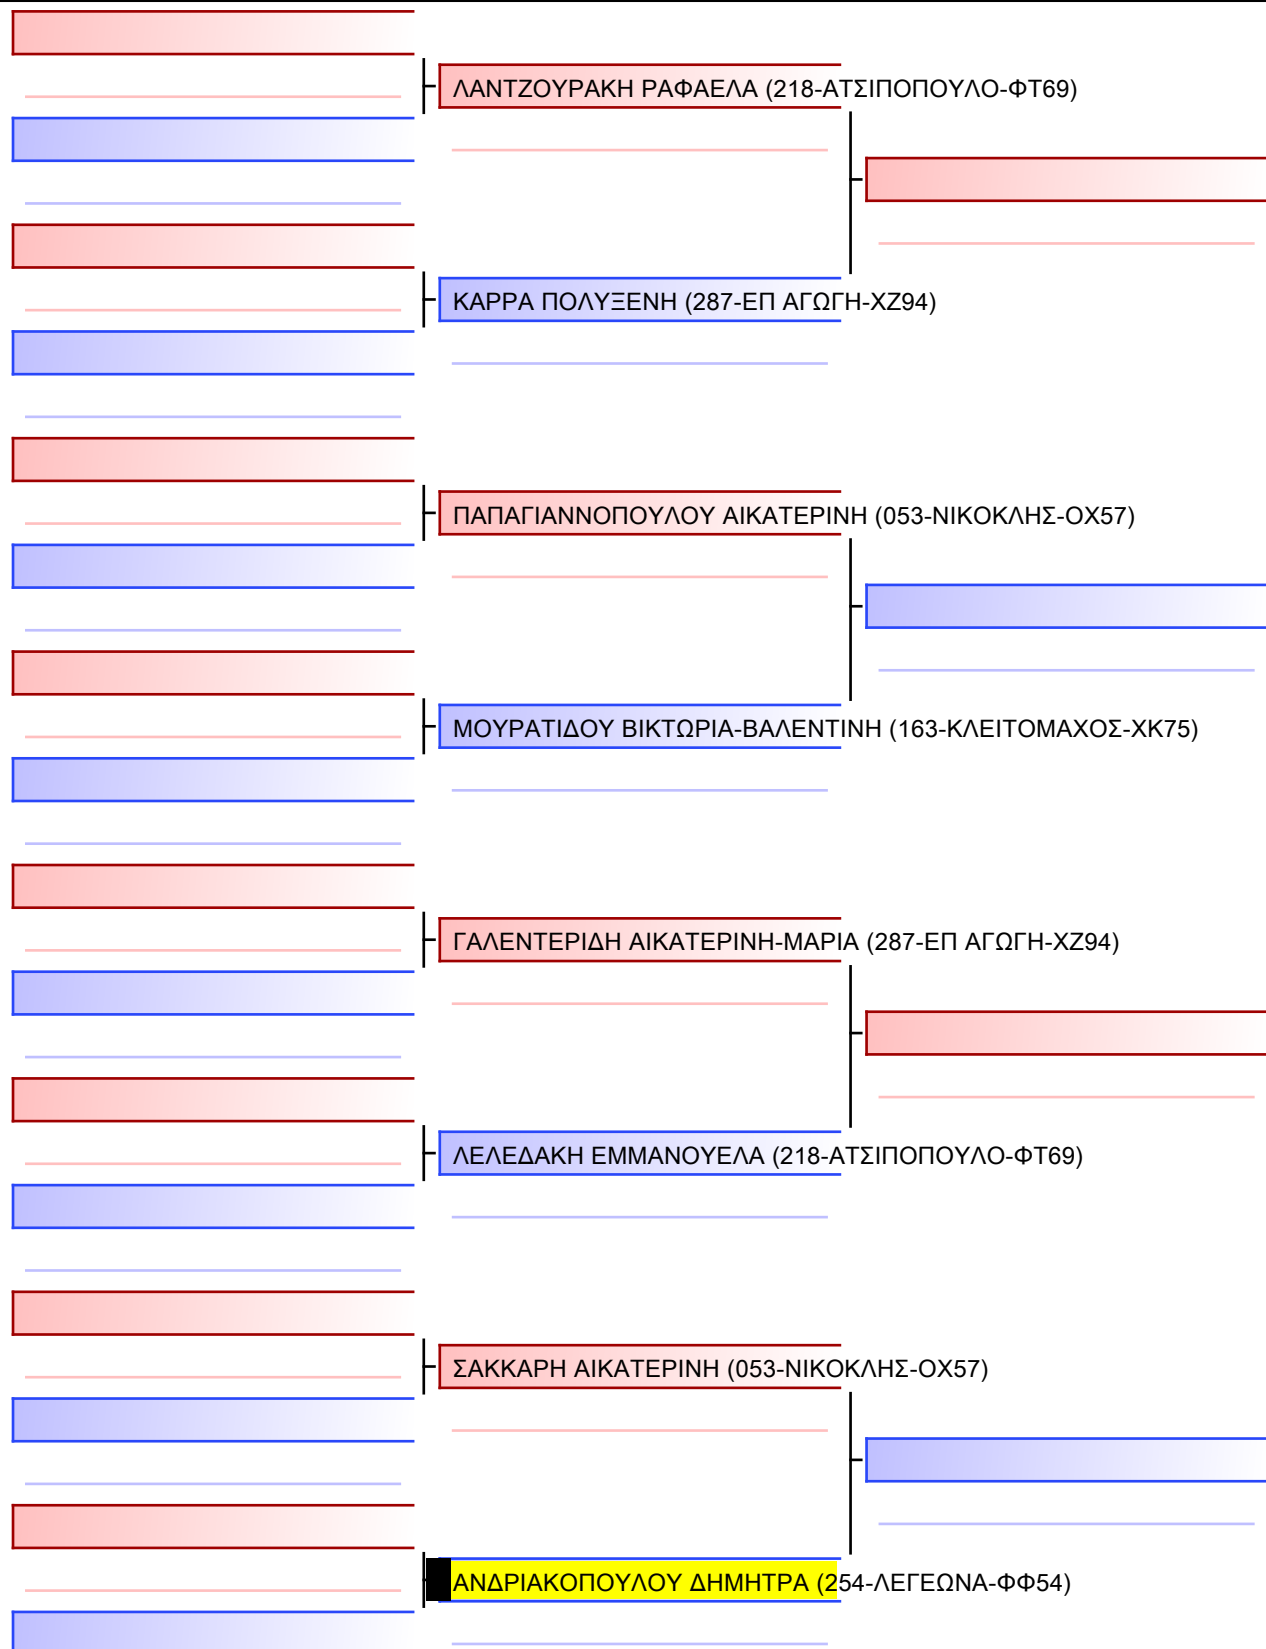 ΛΑΝΤΖΟΥΡΑΚΗ ΡΑΦΑΕΛΑ (218-ΑΤΣΙΠΟΠΟΥΛΟ-ΦΤ69)
ΚΑΡΡΑ ΠΟΛΥΞΕΝΗ (287-ΕΠ ΑΓΩΓΗ-ΧΖ94)
ΠΑΠΑΓΙΑΝΝΟΠΟΥΛΟΥ ΑΙΚΑΤΕΡΙΝΗ (053-ΝΙΚΟΚΛΗΣ-ΟΧ57)
ΜΟΥΡΑΤΙΔΟΥ ΒΙΚΤΩΡΙΑ-ΒΑΛΕΝΤΙΝΗ (163-ΚΛΕΙΤΟΜΑΧΟΣ-ΧΚ75)
ΓΑΛΕΝΤΕΡΙΔΗ ΑΙΚΑΤΕΡΙΝΗ-ΜΑΡΙΑ (287-ΕΠ ΑΓΩΓΗ-ΧΖ94)
ΛΕΛΕΔΑΚΗ ΕΜΜΑΝΟΥΕΛΑ (218-ΑΤΣΙΠΟΠΟΥΛΟ-ΦΤ69)
ΣΑΚΚΑΡΗ ΑΙΚΑΤΕΡΙΝΗ (053-ΝΙΚΟΚΛΗΣ-ΟΧ57)
ΑΝΔΡΙΑΚΟΠΟΥΛΟΥ ΔΗΜΗΤΡΑ (254-ΛΕΓΕΩΝΑ-ΦΦ54)